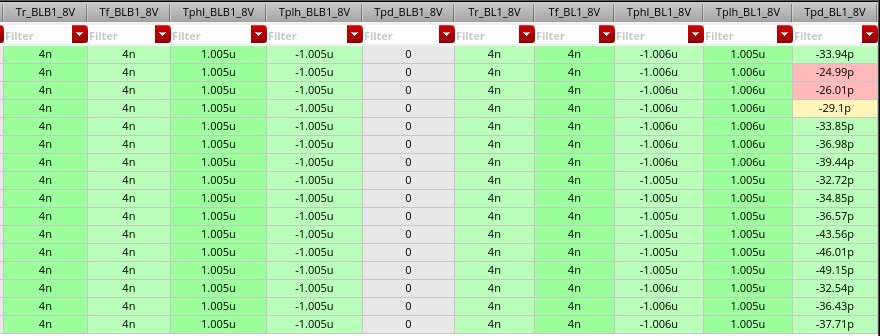 Tr_BLB1_8V Tf_BLB1_8V Tphl_BLB1_8V Tplh_BLB1_8V Tpd_BLB1_8V Tr_BL1_8V Tf_BL1_8V Tphl_BL1_8V Tplh_BL1_8V Tpd_BL1_8V
Filter Filter Filter Filter Filter Filter Filter Filter Filter Filter
4n 4n 1.005u -1.005u 0 4n 4n -1.006u 1.005u -33.94p
4n 4n 1.005u -1.005u 0 4n 4n -1.006u 1.006u -24.99p
4n 4n 1.005u -1.005u 0 4n 4n -1.006u 1.006u -26.01p
4n 4n 1.005u -1.005u 0 4n 4n -1.006u 1.006u -29.1p
4n 4n 1.005u -1.005u 0 4n 4n -1.006u 1.006u -33.85p
4n 4n 1.005u -1.005u 0 4n 4n -1.006u 1.006u -36.98p
4n 4n 1.005u -1.005u 0 4n 4n -1.006u 1.006u -39.44p
4n 4n 1.005u -1.005u 0 4n 4n -1.005u 1.005u -32.72p
4n 4n 1.005u -1.005u 0 4n 4n -1.005u 1.005u -34.85p
4n 4n 1.005u -1.005u 0 4n 4n -1.005u 1.005u -36.57p
4n 4n 1.005u -1.005u 0 4n 4n -1.005u 1.005u -43.56p
4n 4n 1.005u -1.005u 0 4n 4n -1.005u 1.005u -46.01p
4n 4n 1.005u -1.005u 0 4n 4n -1.005u 1.005u -49.15p
4n 4n 1.005u -1.005u 0 4n 4n -1.006u 1.005u -32.54p
4n 4n 1.005u -1.005u 0 4n 4n -1.006u 1.005u -36.43p
4n 4n 1.005u -1.005u 0 4n 4n -1.006u 1.005u -37.71p